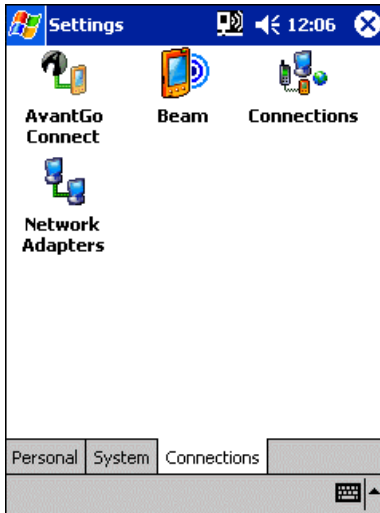 Settings 12:06
AvantGo
Connect
Beam
Connections
Network
Adapters
Personal System Connections